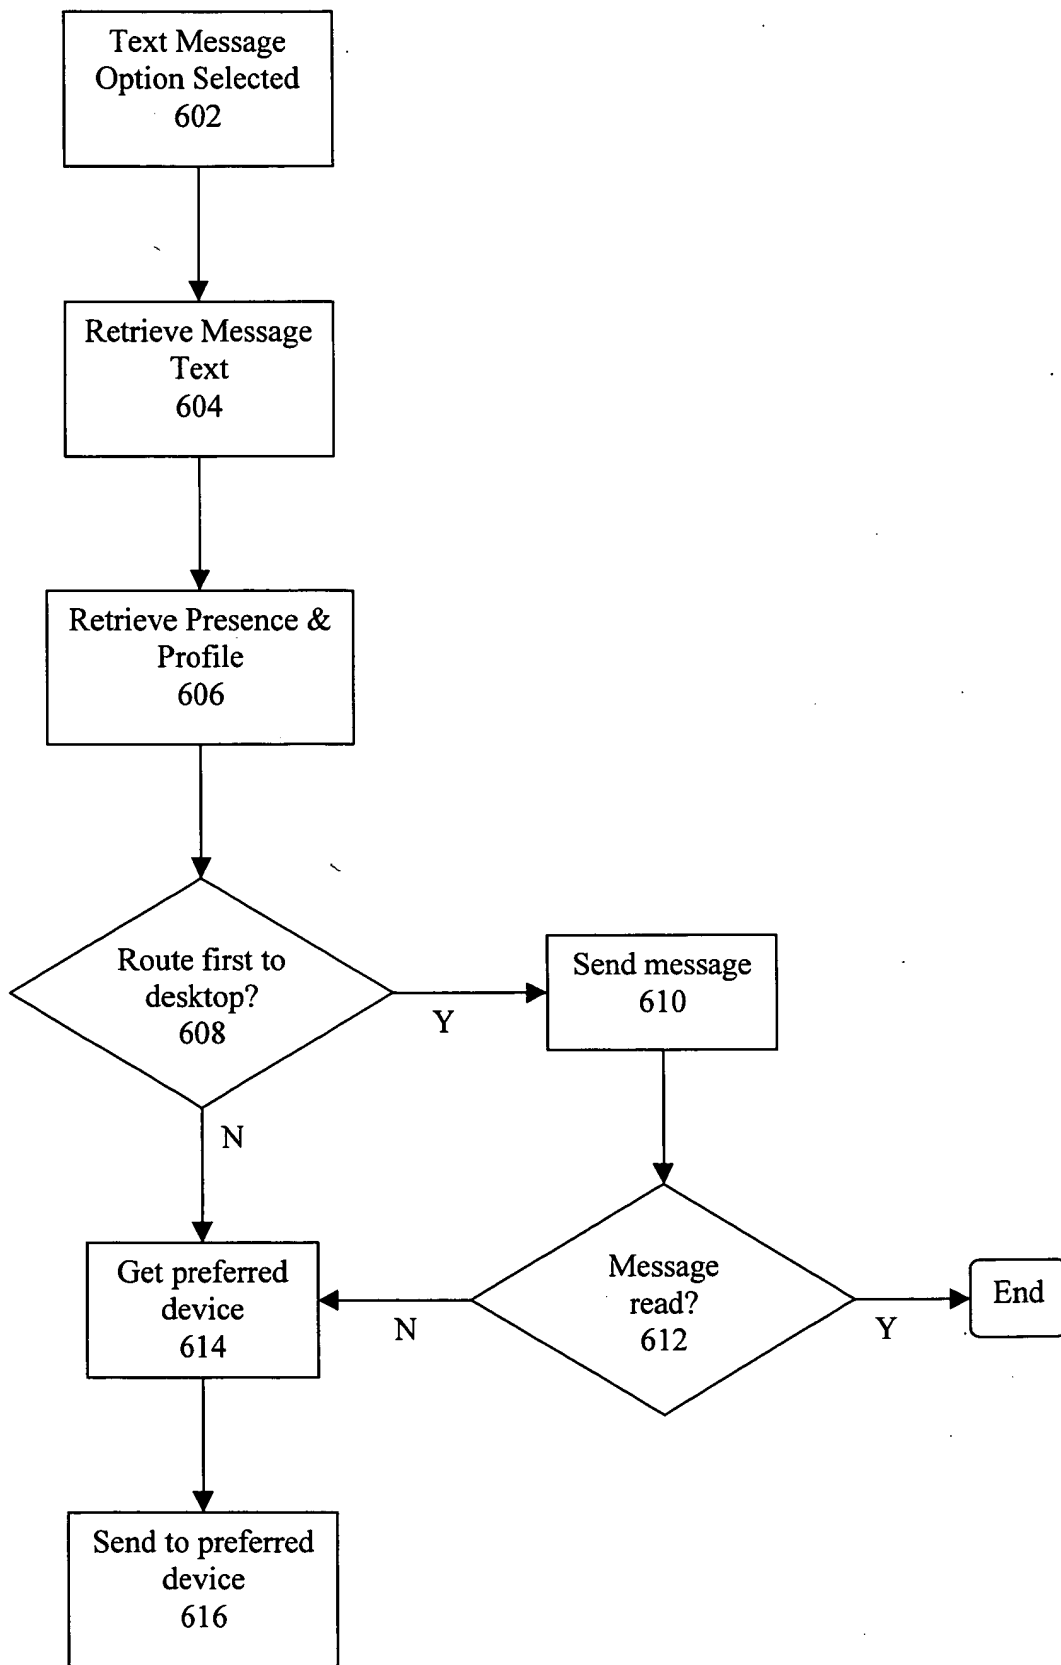 Text Message
Option Selected
602
Retrieve Message
Text
604
Retrieve Presence &
Profile
606
Route first to
desktop?
608
Y
Send message
610
N
Message
read?
612
N
Y
End
Get preferred
device
614
Send to preferred
device
616